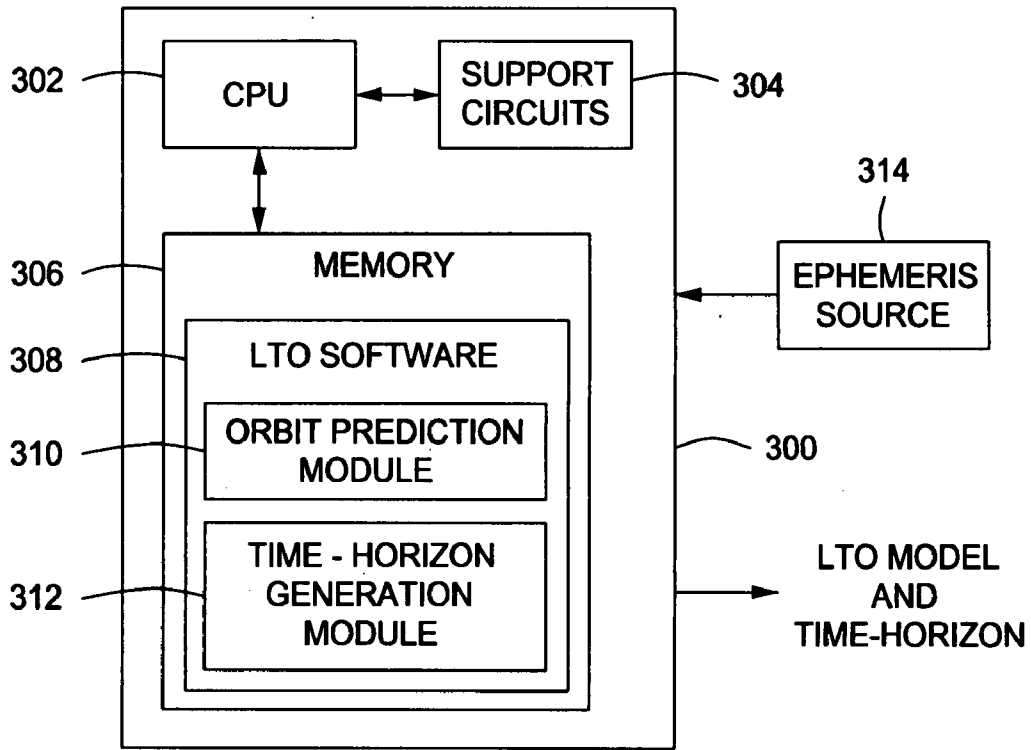 302
CPU
SUPPORT
CIRCUITS
304
314
EPHEMERIS
SOURCE
306
MEMORY
308
LTO SOFTWARE
310
ORBIT PREDICTION
MODULE
300
312
TIME - HORIZON
GENERATION
MODULE
LTO MODEL
AND
TIME-HORIZON